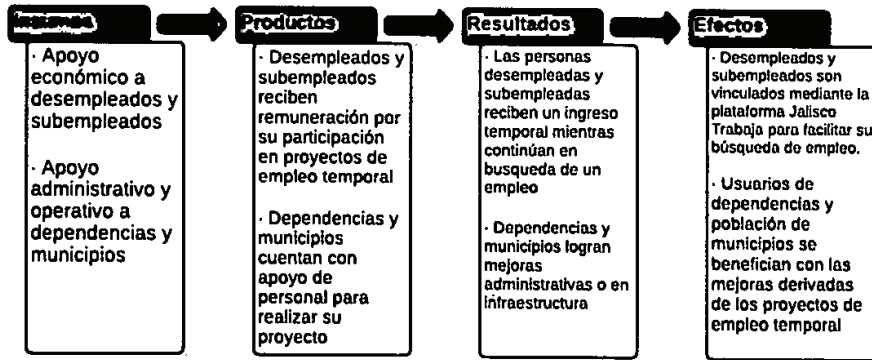 Insumos
· Apoyo
económico a
desempleados y
subempleados
· Apoyo
administrativo y
operativo a
dependencias y
municipios
Productos
· Desempleados y
subempleados
reciben
remuneración por
su participación
en proyectos de
empleo temporal
· Dependencias y
municipios
cuentan con
apoyo de
personal para
realizar su
proyecto
Resultados
· Las personas
desempleadas y
subempleadas
reciben un ingreso
temporal mientras
continúan en
busqueda de un
empleo
· Dependencias y
municipios logran
mejoras
administrativas o en
infraestructura
Efectos
· Desempleados y
subempleados son
vinculados mediante la
plataforma Jalisco
Trabaja para facilitar su
búsqueda de empleo.
· Usuarios de
dependencias y
población de
municipios se
benefician con las
mejoras derivadas
de los proyectos de
empleo temporal